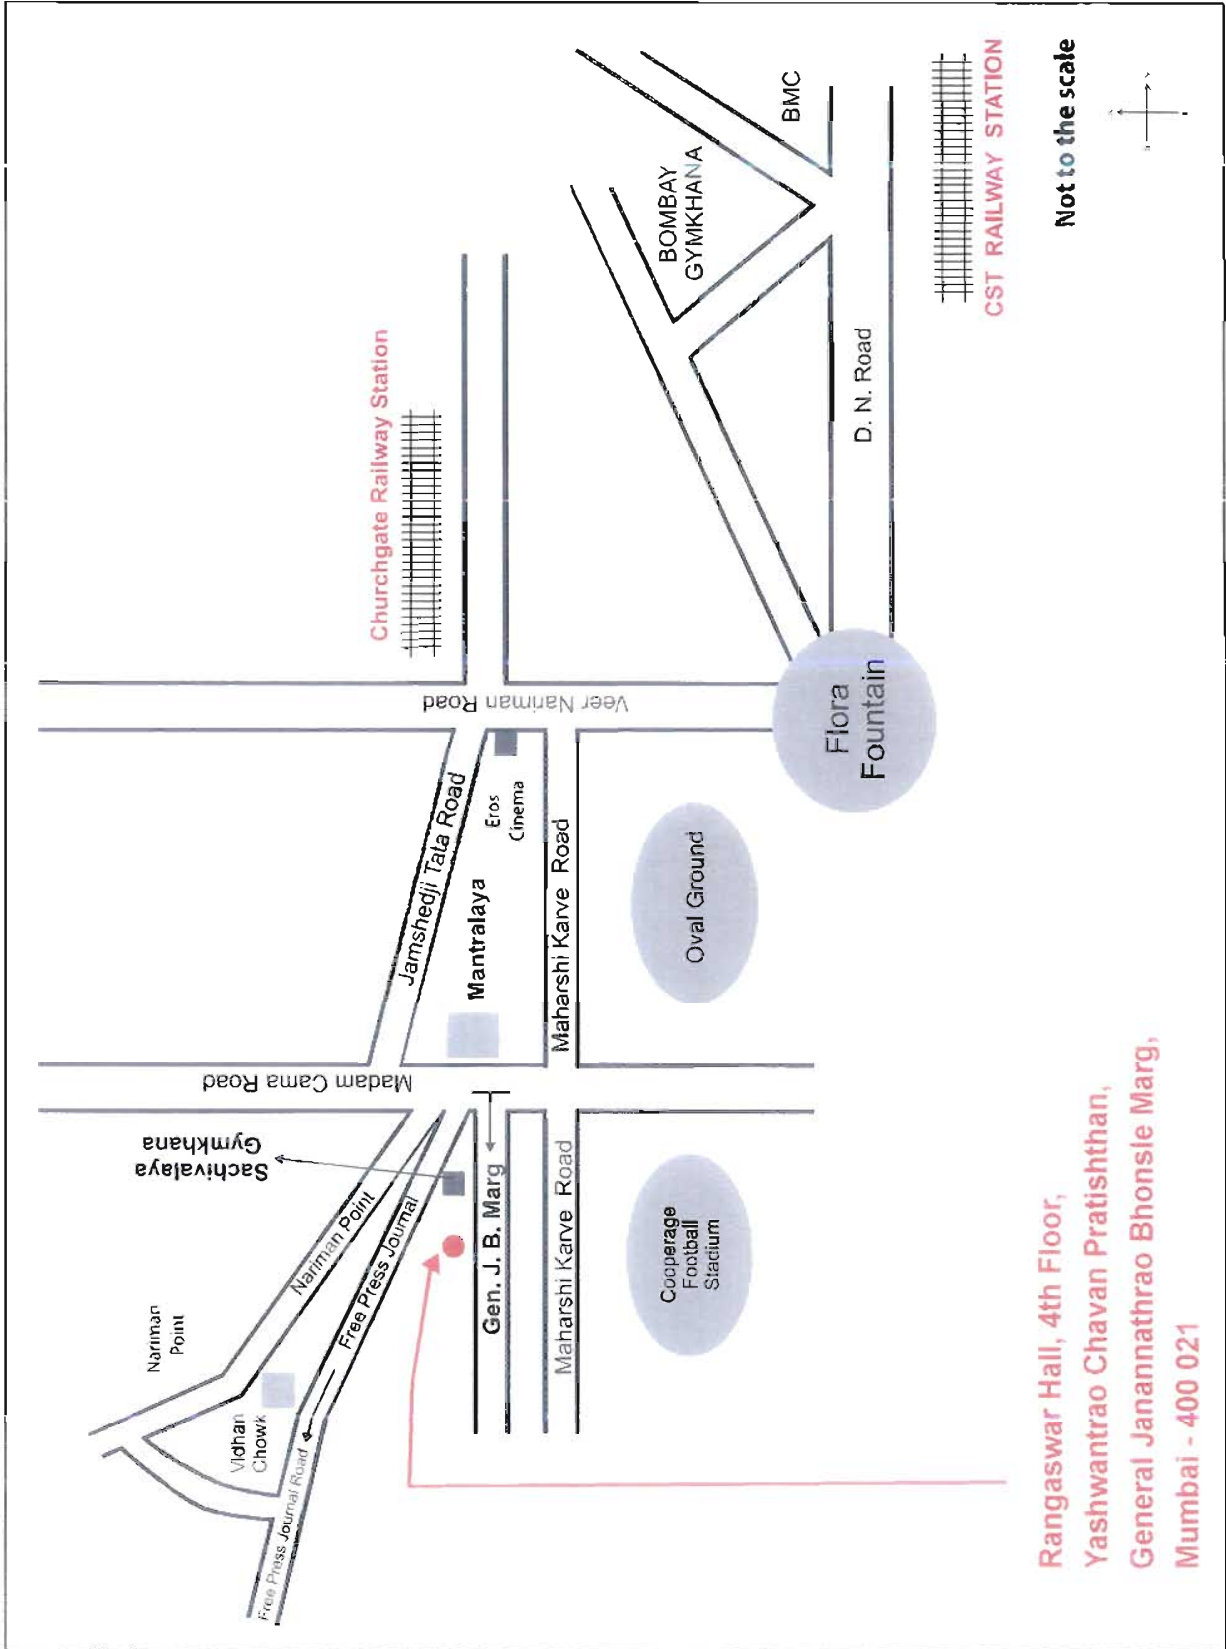 Churchgate Railway Station
BOMBAY
GYMKHANA
BMC
CST RAILWAY STATION
Not to the scale
D. N. Road
Veer Nariman Road
Flora
Fountain
Jamshedji Tata Road
Eros
Cinema
Mantralaya
Maharshi Karve Road
Oval Ground
Madam Cama Road
Sachivalaya
Gymkhana
Nariman
Point
Nariman Point
Free Press Journal
Gen. J. B. Marg
Maharshi Karve Road
Cooperage
Football
Stadium
Vidhan
Chowk
Free Press Journal Road
Rangaswar Hall, 4th Floor,
Yashwantrao Chavan Pratishthan,
General Janannathrao Bhonsle Marg,
Mumbai - 400 021